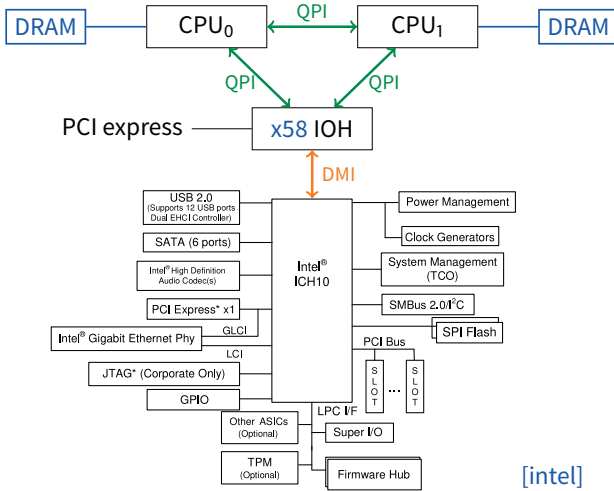 QPI
DRAM
CPU0
CPU1
DRAM
QPI
QPI
PCI express
x58 IOH
DMI
USB 2.0
(Supports 12 USB ports
Dual EHCI Controller)
Power Management
SATA (6 ports)
Clock Generators
Intel® High Definition
Audio Codec(s)
Intel®
ICH10
System Management
(TCO)
PCI Express* x1
SMBus 2.0/I²C
GLCI
SPI Flash
Intel® Gigabit Ethernet Phy
LCI
PCI Bus
JTAG* (Corporate Only)
SLOT
...
SLOT
GPIO
LPC I/F
Other ASICs
(Optional)
Super I/O
TPM
(Optional)
Firmware Hub
[intel]